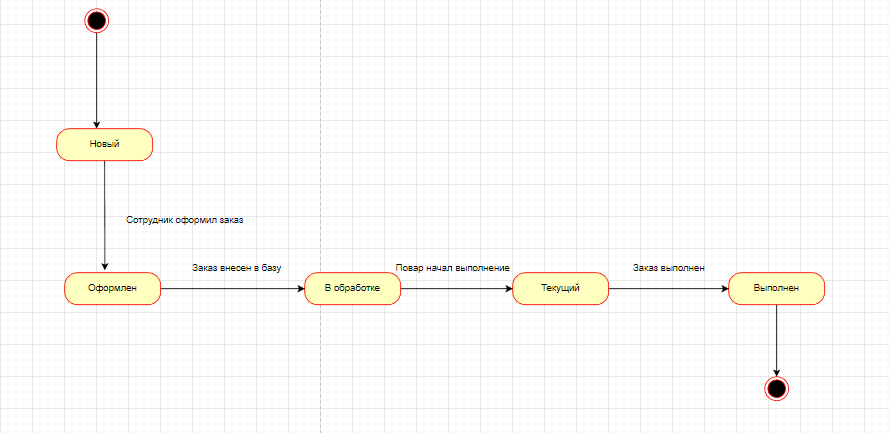 Новый
Сотрудник оформил заказ
Заказ внесен в базу
Повар начал выполнение
Заказ выполнен
Оформлен
В обработке
Текущий
Выполнен